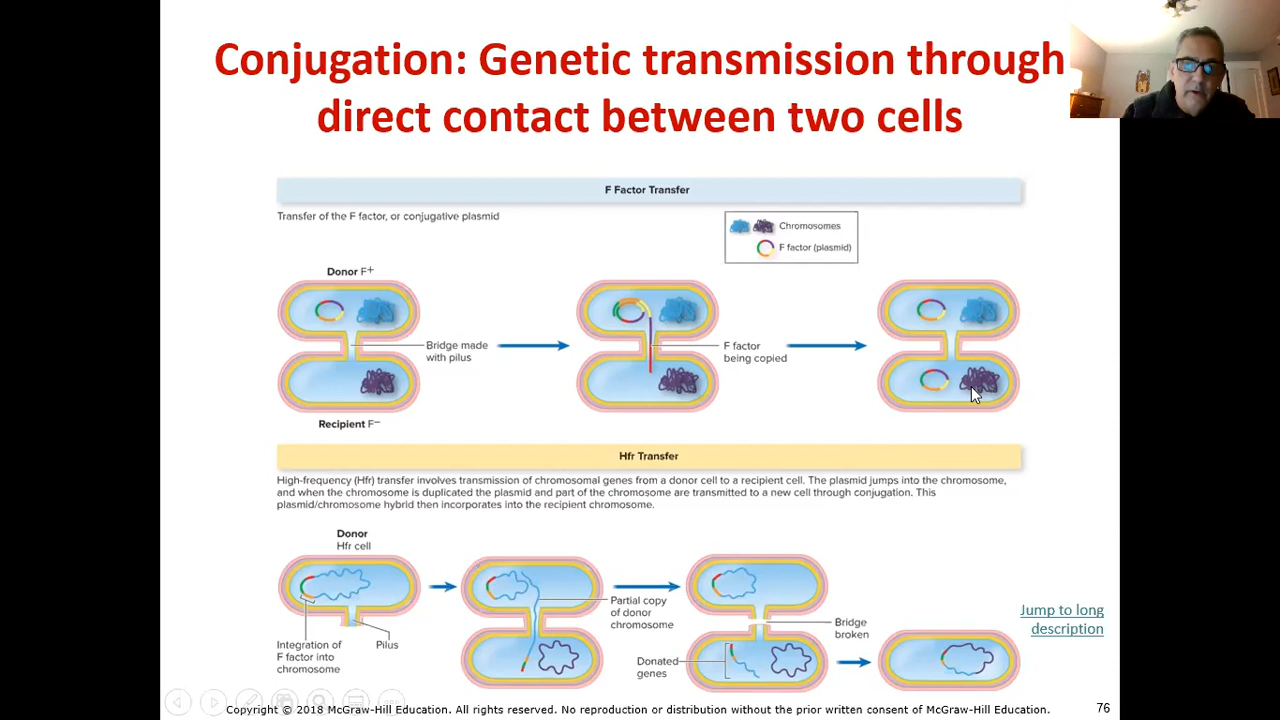 Conjugation: Genetic transmission through
direct contact between two cells
F Factor Transfer
Transfer of the F factor, or conjugative plasmid
Chromosomes
F factor (plasmid)
Donor F+
Bridge made
with pilus
F factor
being copied
Recipient F−
Hfr Transfer
High-frequency (Hfr) transfer involves transmission of chromosomal genes from a donor cell to a recipient cell. The plasmid jumps into the chromosome,
and when the chromosome is duplicated the plasmid and part of the chromosome are transmitted to a new cell through conjugation. This
plasmid/chromosome hybrid then incorporates into the recipient chromosome.
Donor
Hfr cell
Integration of
F factor into
chromosome
Pilus
Partial copy
of donor
chromosome
Donated
genes
Bridge
broken
Jump to long
description
Copyright © 2018 McGraw-Hill Education. All rights reserved. No reproduction or distribution without the prior written consent of McGraw-Hill Education.
76